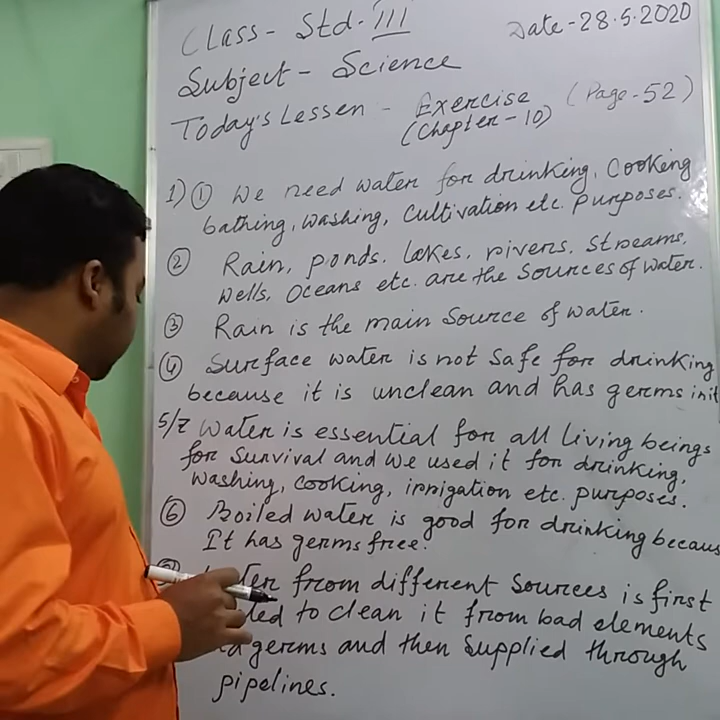 Class - Std - III
Date - 28.5.2020
Subject - Science
Today's Lessen - Exercise (Page - 52)
(Chapter - 10)
1) ① We need water for drinking, cooking
bathing, washing, cultivation etc. purposes.
② Rain, ponds, lakes, rivers, streams,
wells, oceans etc. are the sources of water.
③ Rain is the main source of water.
④ Surface water is not safe for drinking
because it is unclean and has germs init
5/7 Water is essential for all living beings
for survival and we used it for drinking,
washing, cooking, irrigation etc. purposes.
⑥ Boiled water is good for drinking becaus
It has germs free.
from different sources is first
to clean it from bad elements
germs and then supplied through
pipelines.